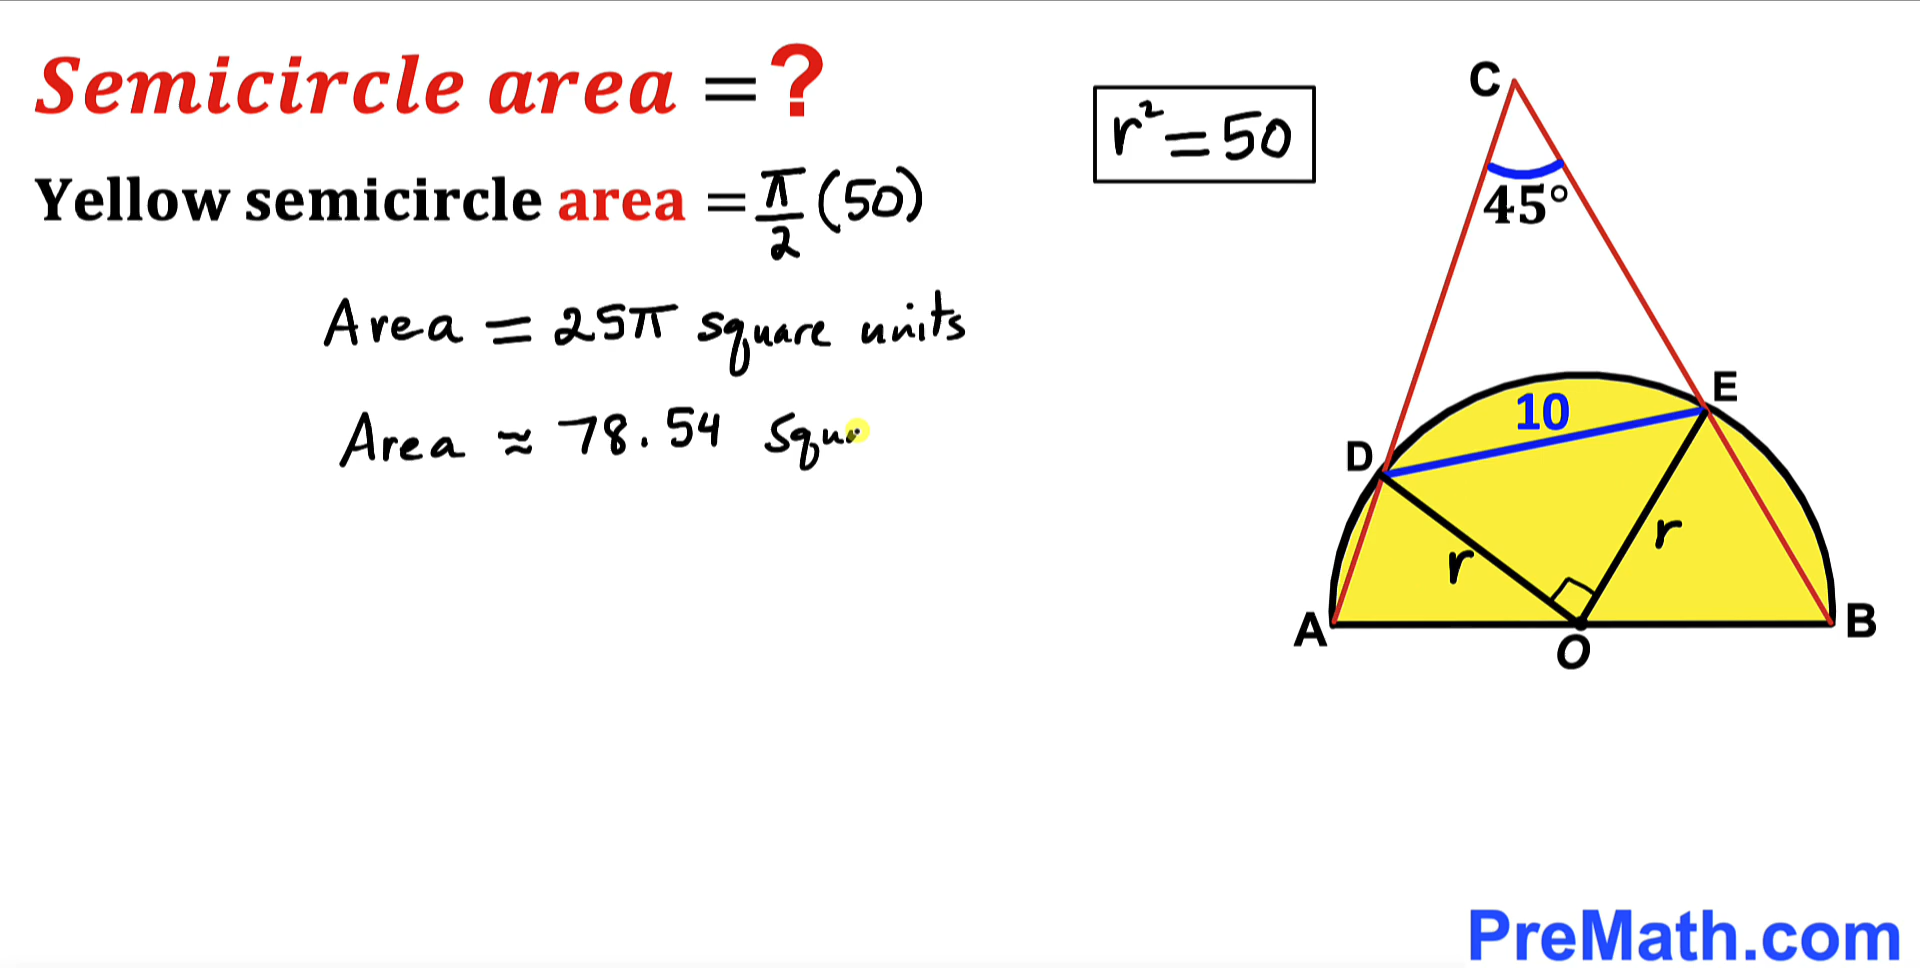 Semicircle area = ?
r² = 50
Yellow semicircle area = π/2 (50)
Area = 25π square units
Area ≈ 78.54 squ
C
45°
E
10
D
r
r
A
O
B
PreMath.com